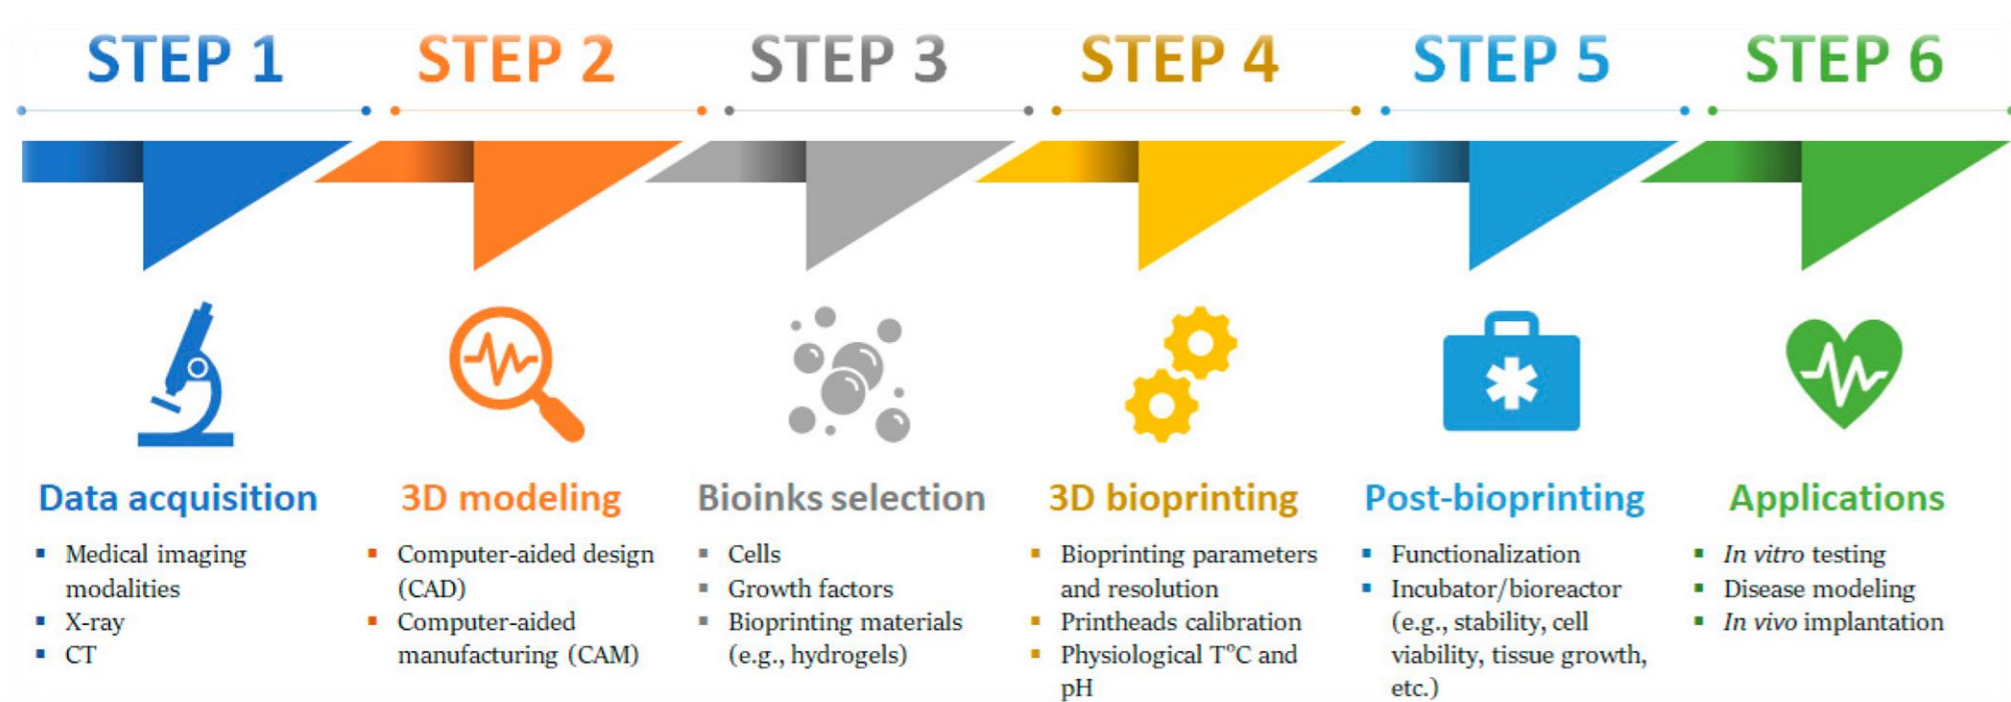 STEP 1
STEP 2
STEP 3
STEP 4
STEP 5
STEP 6
Data acquisition
▪ Medical imaging
modalities
▪ X-ray
▪ CT
3D modeling
▪ Computer-aided design
(CAD)
▪ Computer-aided
manufacturing (CAM)
Bioinks selection
▪ Cells
▪ Growth factors
▪ Bioprinting materials
(e.g., hydrogels)
3D bioprinting
▪ Bioprinting parameters
and resolution
▪ Printheads calibration
▪ Physiological T°C and
pH
Post-bioprinting
▪ Functionalization
▪ Incubator/bioreactor
(e.g., stability, cell
viability, tissue growth,
etc.)
Applications
▪ In vitro testing
▪ Disease modeling
▪ In vivo implantation